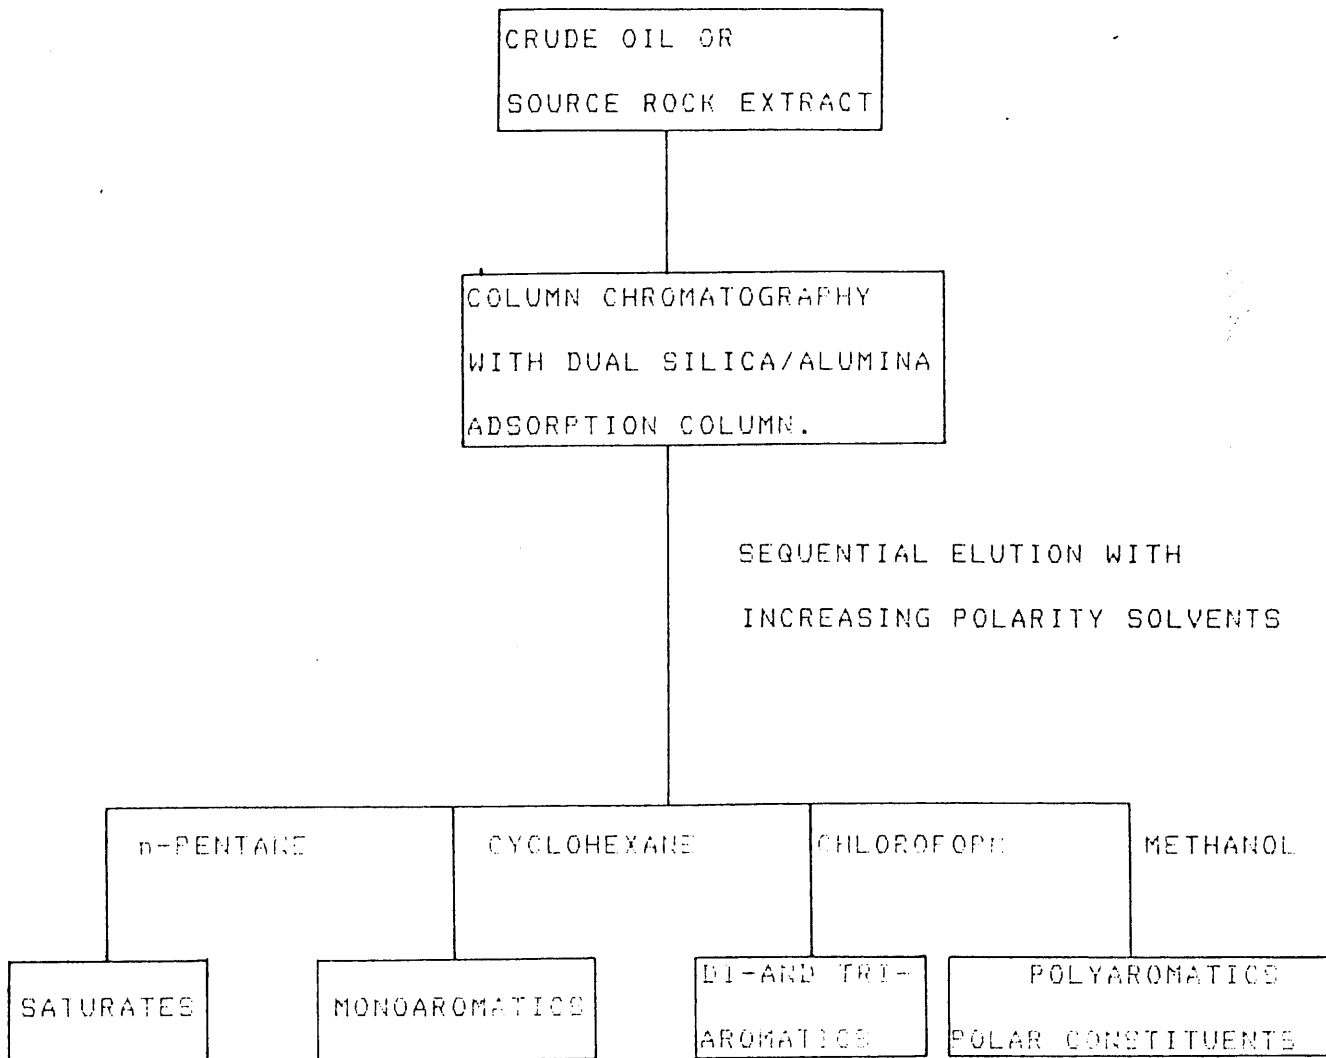 CRUDE OIL OR
SOURCE ROCK EXTRACT
COLUMN CHROMATOGRAPHY
WITH DUAL SILICA/ALUMINA
ADSORPTION COLUMN.
SEQUENTIAL ELUTION WITH
INCREASING POLARITY SOLVENTS
n-PENTANE
CYCLOHEXANE
CHLOROFORM
METHANOL
SATURATES
MONOAROMATICS
DI-AND TRI-
AROMATICS
POLYAROMATICS
POLAR CONSTITUENTS